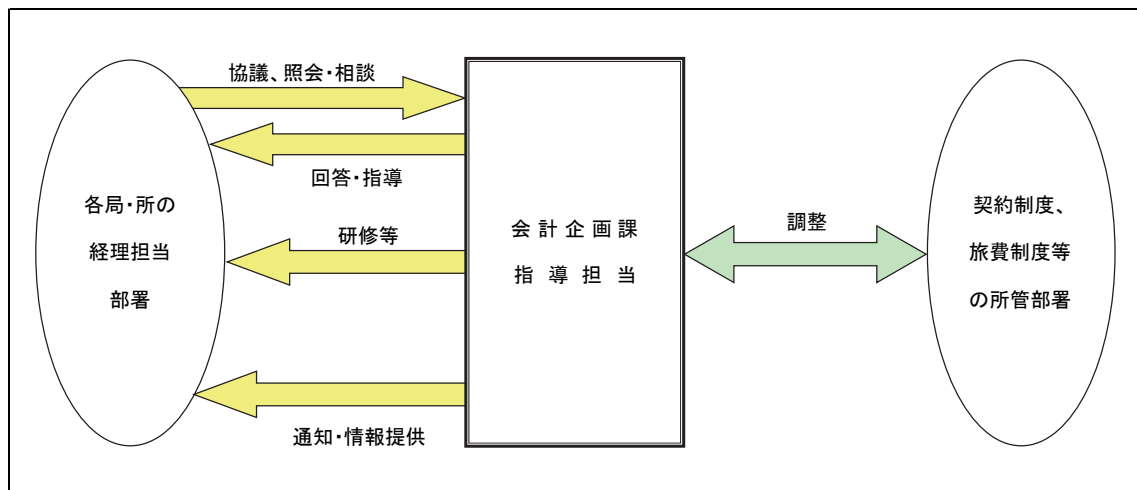 協議、照会・相談
回答・指導
研修等
通知・情報提供
各局・所の
経理担当
部署
会計企画課
指導担当
調整
契約制度、
旅費制度等
の所管部署